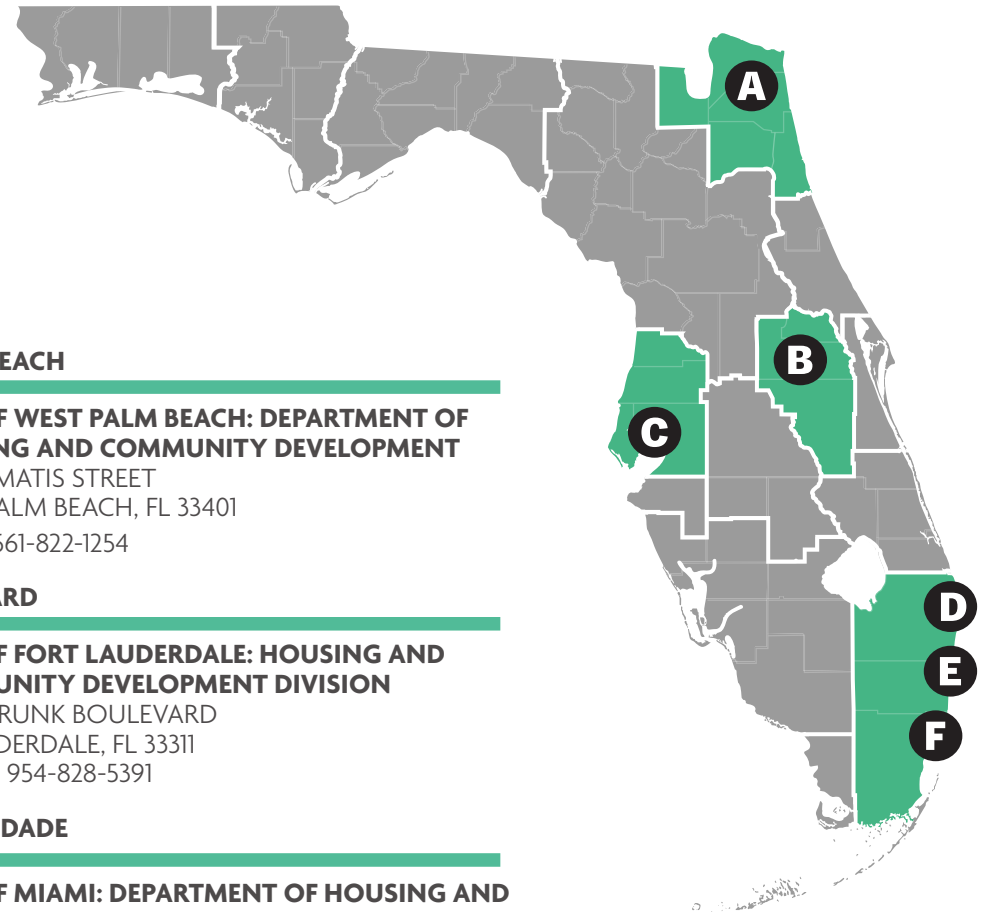 EACH
F WEST PALM BEACH: DEPARTMENT OF
NG AND COMMUNITY DEVELOPMENT
MATIS STREET
ALM BEACH, FL 33401
561-822-1254
ARD
F FORT LAUDERDALE: HOUSING AND
UNITY DEVELOPMENT DIVISION
RUNK BOULEVARD
DERDALE, FL 33311
954-828-5391
DADE
F MIAMI: DEPARTMENT OF HOUSING AND
A
B
C
D
E
F